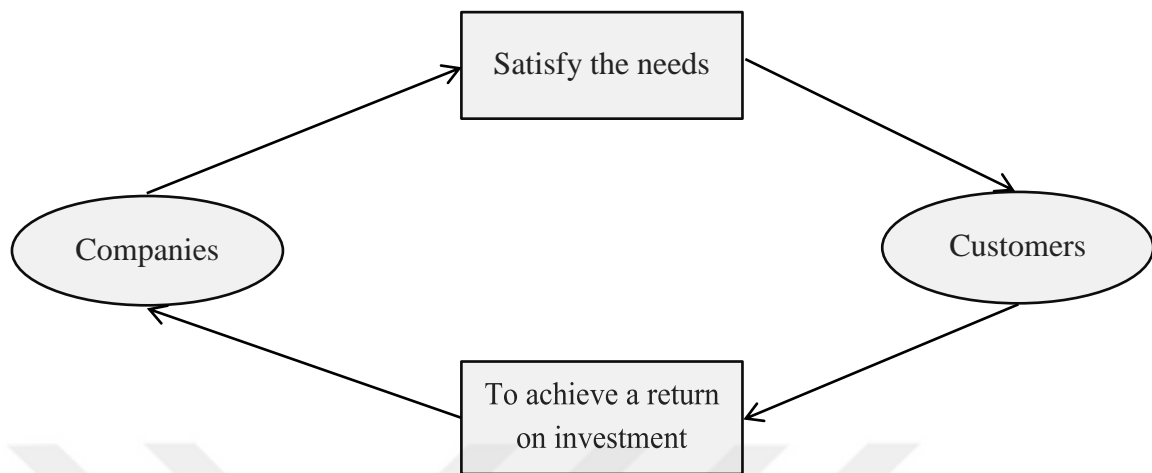 Satisfy the needs
Companies
Customers
To achieve a return
on investment